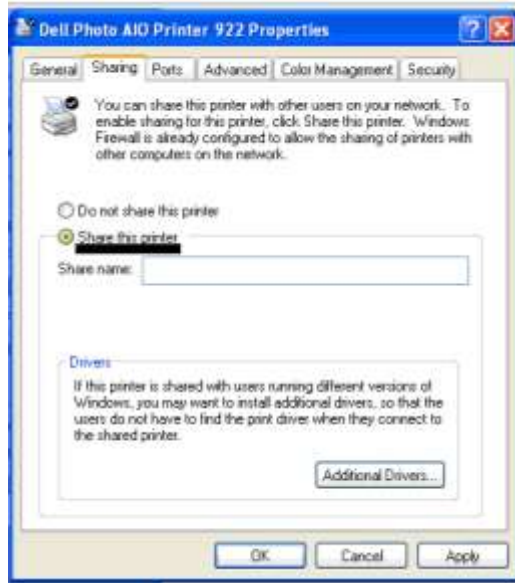 Dell Photo AIO Printer 922 Properties
General Sharing Ports Advanced Color Management Security
You can share this printer with other users on your network. To
enable sharing for this printer, click Share this printer. Windows
Firewall is already configured to allow the sharing of printers with
other computers on the network.
Do not share this printer
Share this printer
Share name:
Drivers
If this printer is shared with users running different versions of
Windows, you may want to install additional drivers, so that the
users do not have to find the print driver when they connect to
the shared printer.
Additional Drivers...
OK Cancel Apply